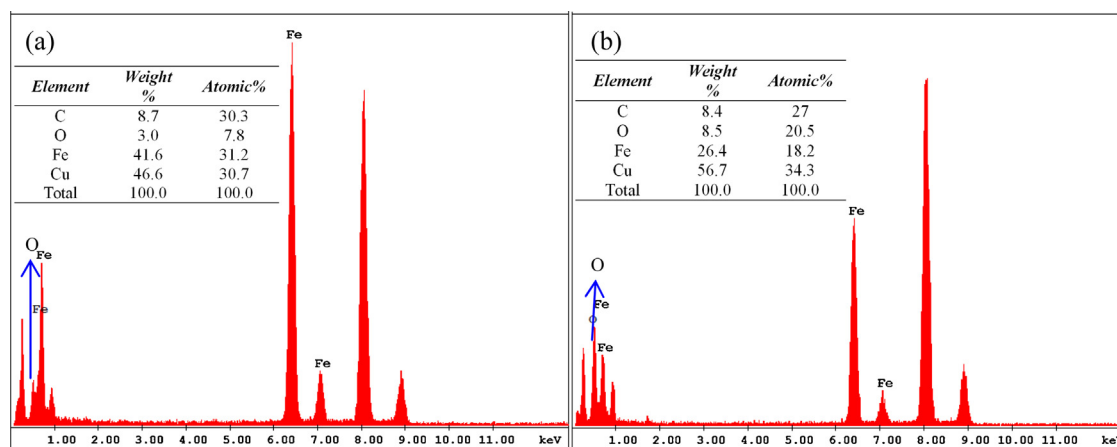 (a)
Element Weight % Atomic%
C 8.7 30.3
O 3.0 7.8
Fe 41.6 31.2
Cu 46.6 30.7
Total 100.0 100.0
Fe
O
Fe
Fe
Fe
1.00 2.00 3.00 4.00 5.00 6.00 7.00 8.00 9.00 10.00 11.00 keV
(b)
Element Weight % Atomic%
C 8.4 27
O 8.5 20.5
Fe 26.4 18.2
Cu 56.7 34.3
Total 100.0 100.0
Fe
O
Fe
O
Fe
Fe
1.00 2.00 3.00 4.00 5.00 6.00 7.00 8.00 9.00 10.00 11.00 ke